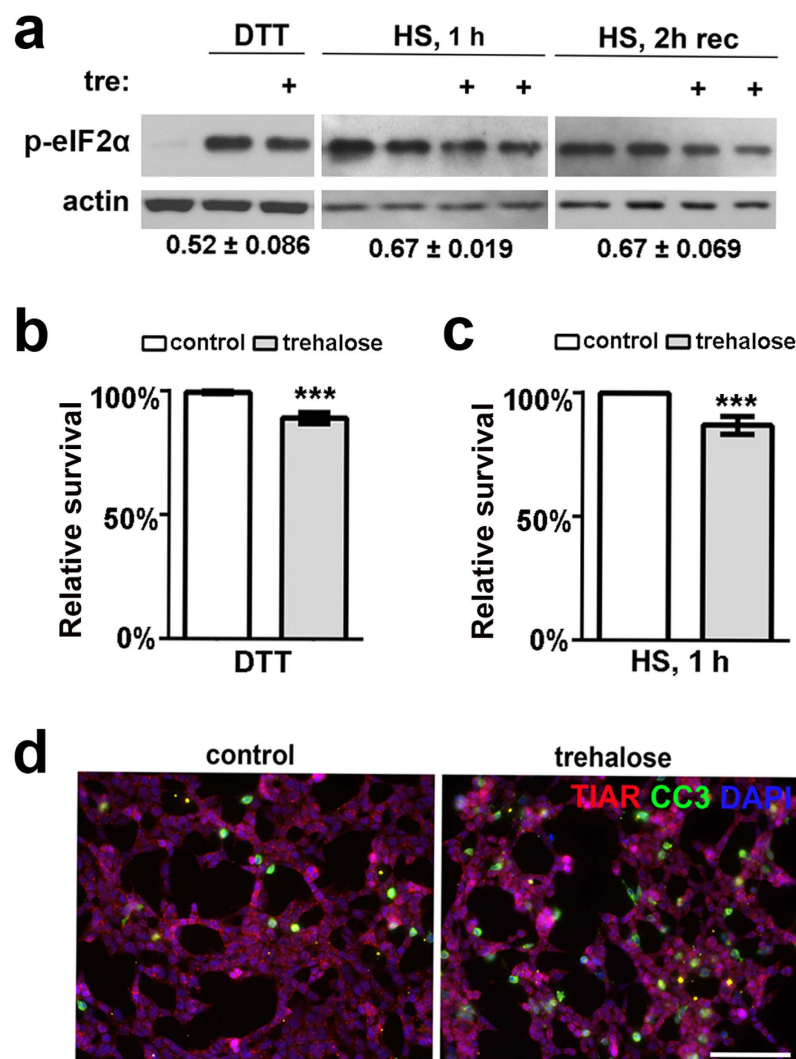 a
DTT HS, 1 h HS, 2h rec
tre: + + + + +
p-eIF2α
actin
0.52 ± 0.086 0.67 ± 0.019 0.67 ± 0.069
b c
control trehalose control trehalose
100% *** 100% ***
Relative survival Relative survival
50% 50%
0% 0%
DTT HS, 1 h
d
control trehalose
TIAR CC3 DAPI